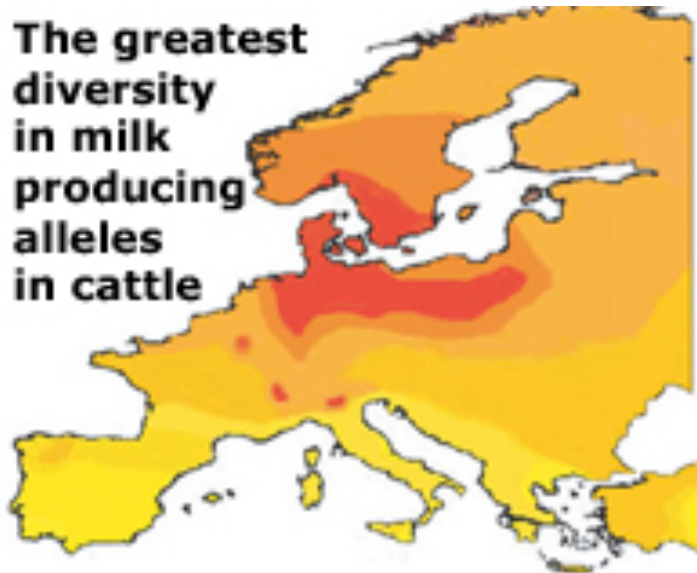 The greatest
diversity
in milk
producing
alleles
in cattle